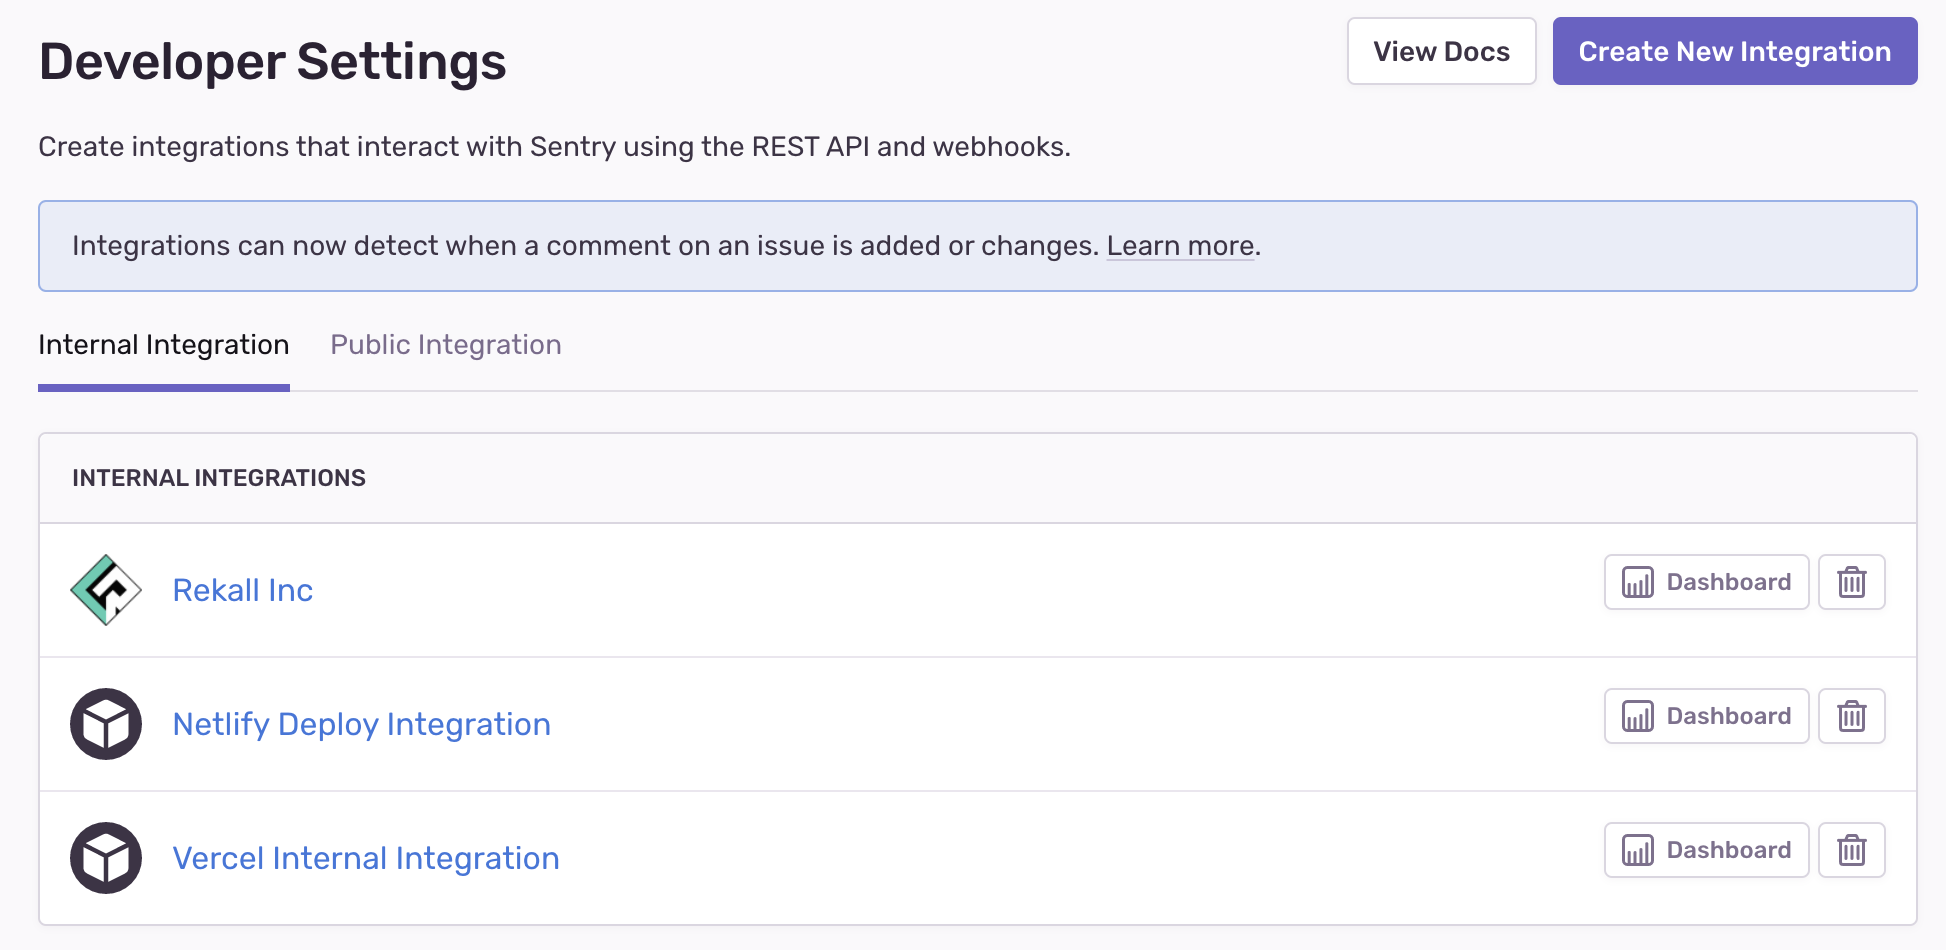 Developer Settings
View Docs
Create New Integration
Create integrations that interact with Sentry using the REST API and webhooks.
Integrations can now detect when a comment on an issue is added or changes. Learn more.
Internal Integration
Public Integration
INTERNAL INTEGRATIONS
Rekall Inc
Dashboard
Netlify Deploy Integration
Dashboard
Vercel Internal Integration
Dashboard